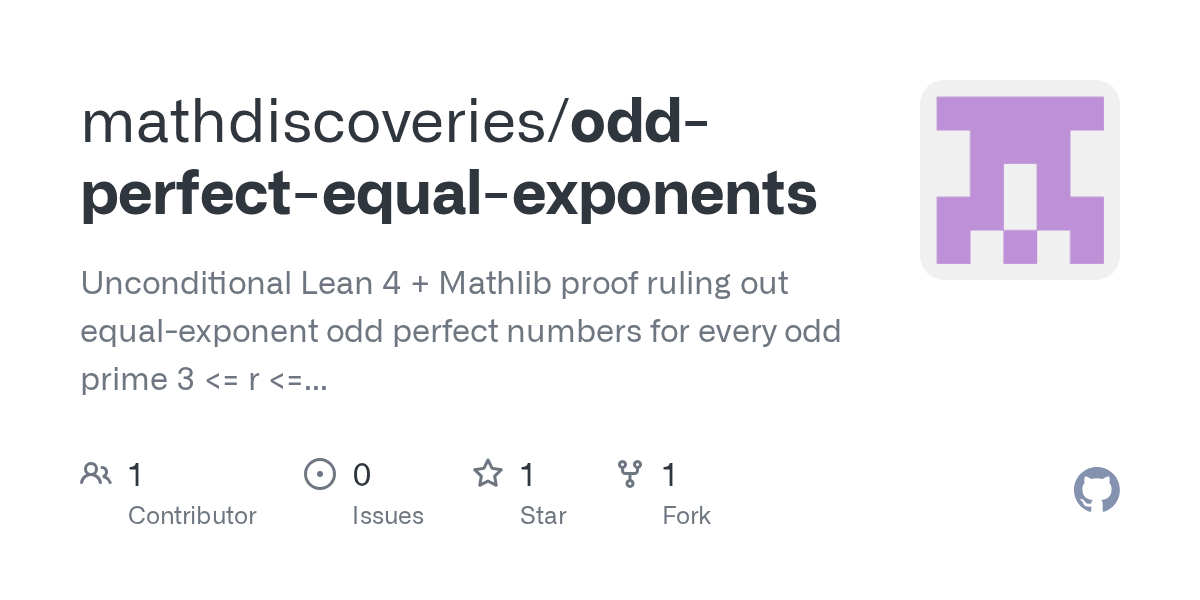 mathdiscoveries/odd-
perfect-equal-exponents
Unconditional Lean 4 + Mathlib proof ruling out
equal-exponent odd perfect numbers for every odd
prime 3 <= r <=...
1
Contributor
0
Issues
1
Star
1
Fork